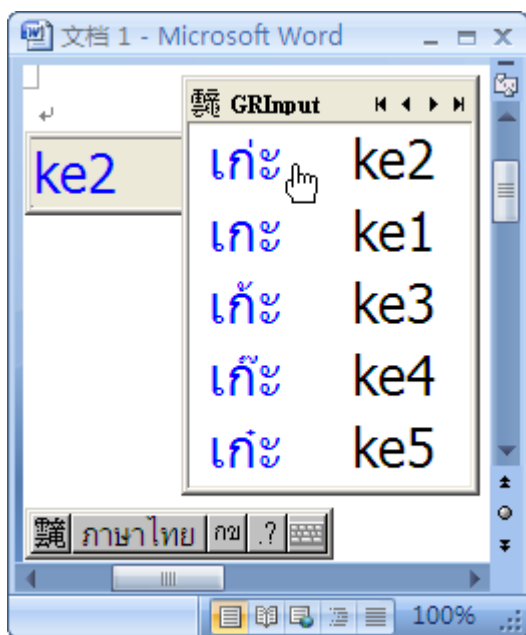 文档 1 - Microsoft Word
GRInput
ke2
เก่ะ ke2
เกะ ke1
เก้ะ ke3
เก๊ะ ke4
เก๋ะ ke5
ภาษาไทย กข .?
100%